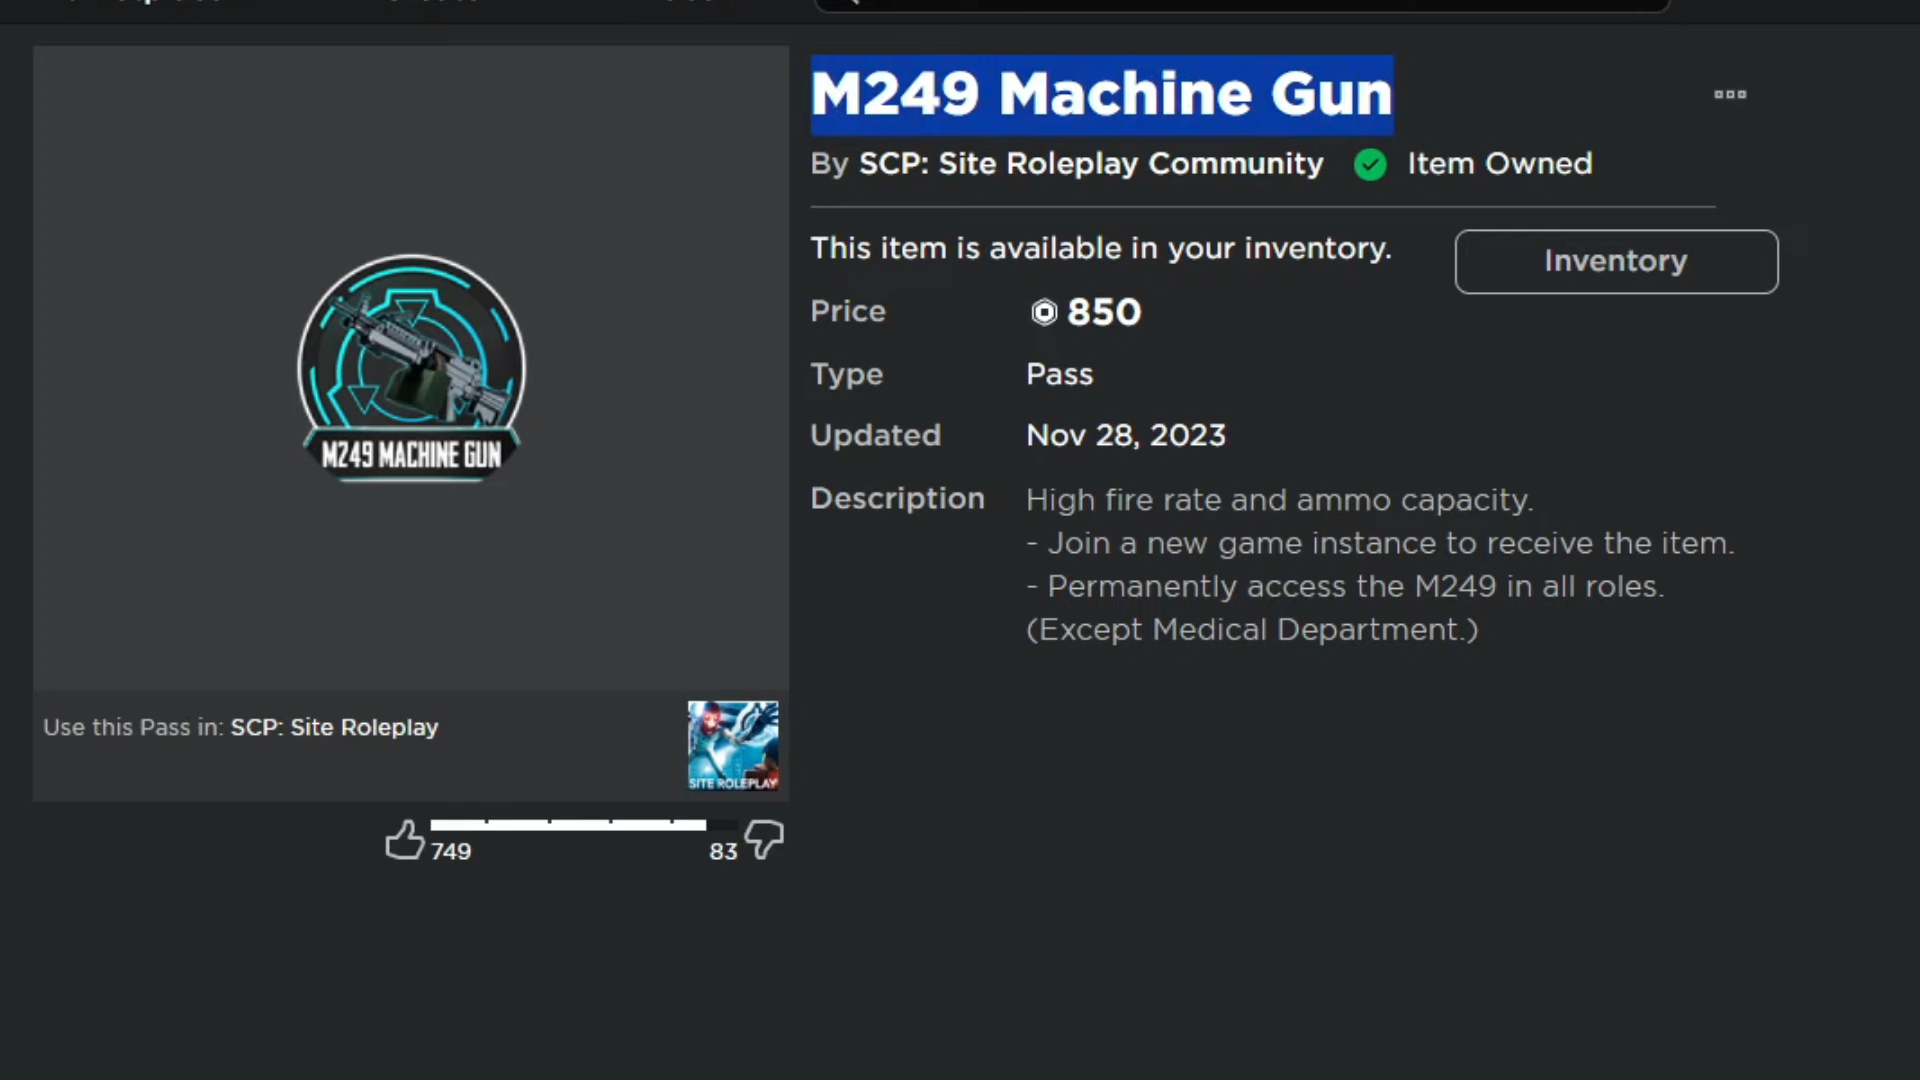 M249 Machine Gun
By SCP: Site Roleplay Community Item Owned
This item is available in your inventory.
Inventory
Price 850
Type Pass
Updated Nov 28, 2023
Description High fire rate and ammo capacity.
- Join a new game instance to receive the item.
- Permanently access the M249 in all roles.
(Except Medical Department.)
M249 MACHINE GUN
Use this Pass in: SCP: Site Roleplay
SITE ROLEPLAY
749 83